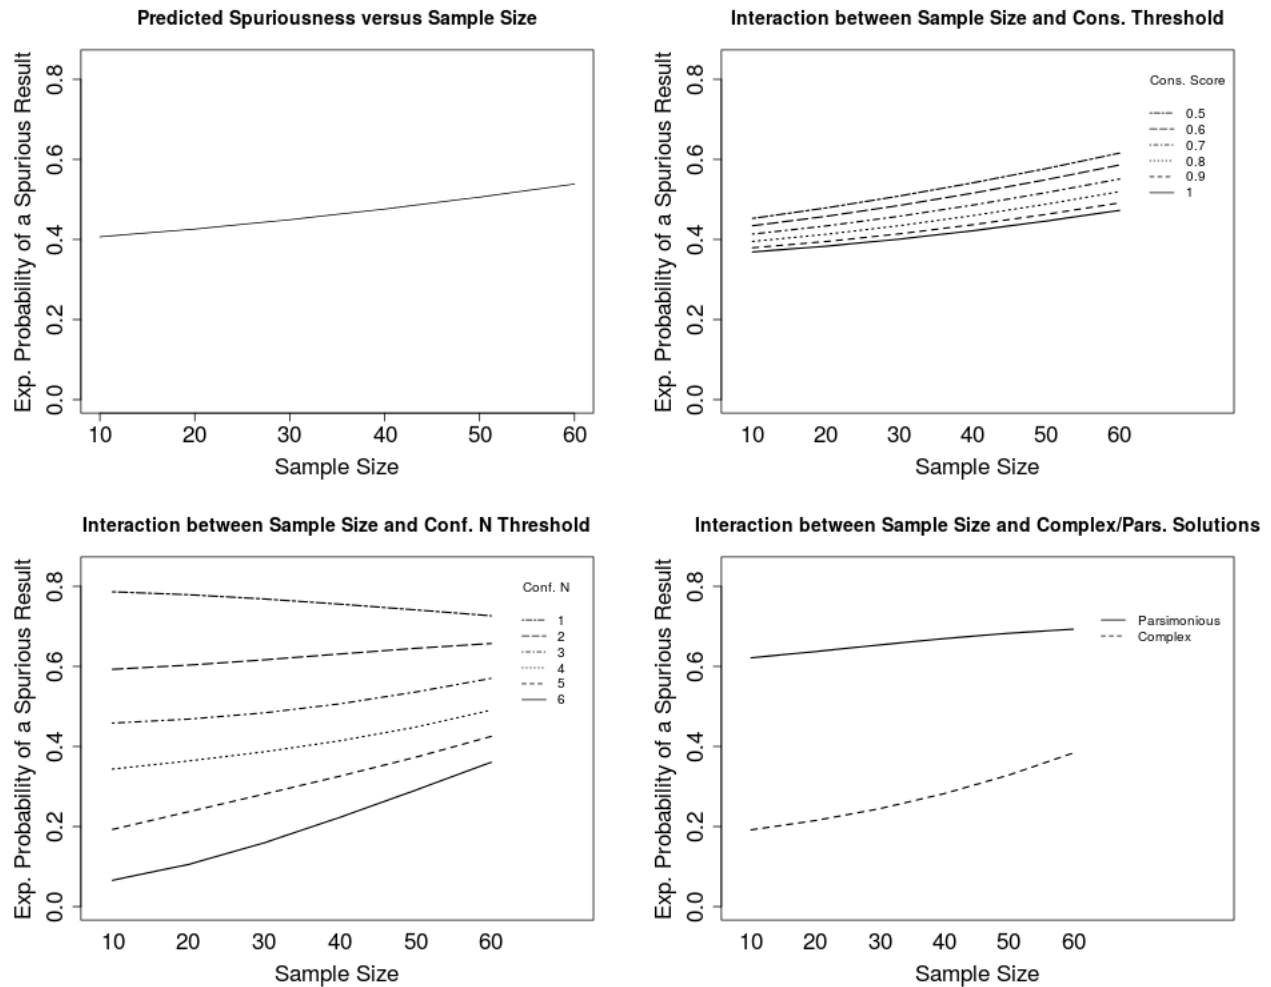 Predicted Spuriousness versus Sample Size
Exp. Probability of a Spurious Result
0.8
0.6
0.4
0.2
0.0
10 20 30 40 50 60
Sample Size
Interaction between Sample Size and Cons. Threshold
Exp. Probability of a Spurious Result
0.8
0.6
0.4
0.2
0.0
Cons. Score
0.5
0.6
0.7
0.8
0.9
1
10 20 30 40 50 60
Sample Size
Interaction between Sample Size and Conf. N Threshold
Exp. Probability of a Spurious Result
0.8
0.6
0.4
0.2
0.0
Conf. N
1
2
3
4
5
6
10 20 30 40 50 60
Sample Size
Interaction between Sample Size and Complex/Pars. Solutions
Exp. Probability of a Spurious Result
0.8
0.6
0.4
0.2
0.0
Parsimonious
Complex
10 20 30 40 50 60
Sample Size